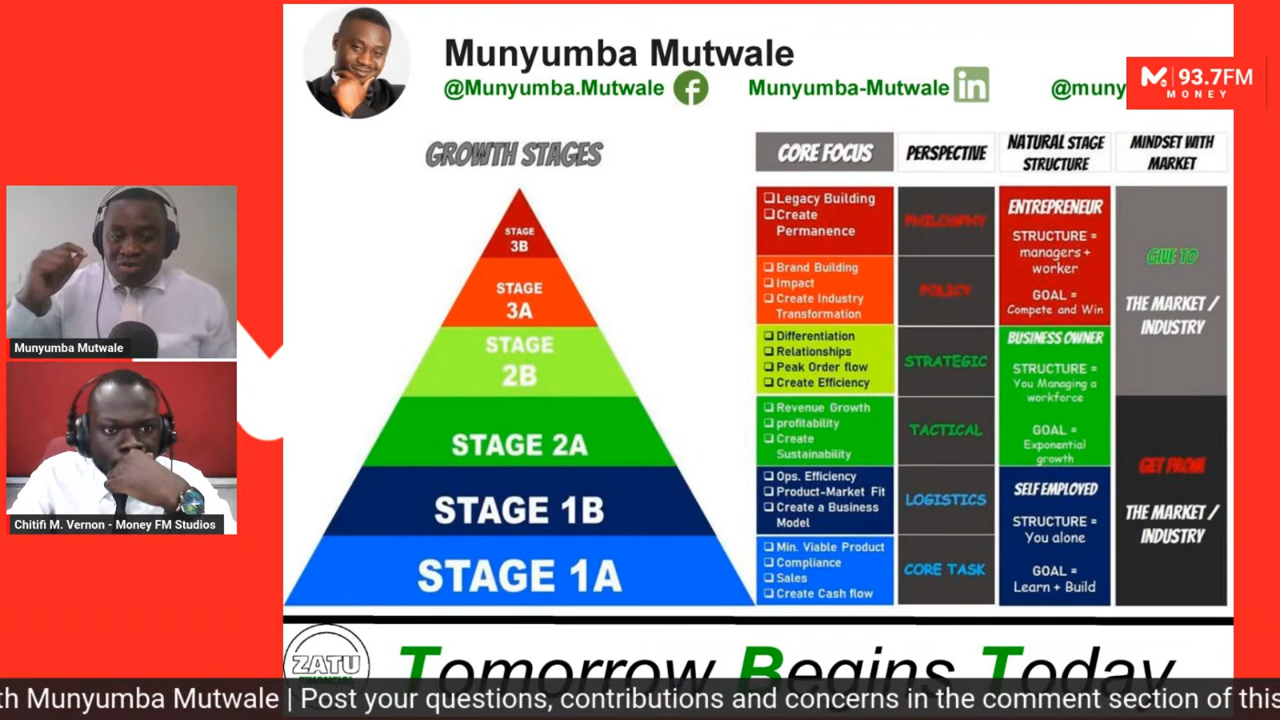 Munyumba Mutwale
@Munyumba.Mutwale
Munyumba-Mutwale
in
@muny
93.7FM
MONEY
GROWTH STAGES
CORE FOCUS
PERSPECTIVE
NATURAL STAGE
STRUCTURE
MINDSET WITH
MARKET
STAGE
3B
STAGE
3A
STAGE
2B
STAGE 2A
STAGE 1B
STAGE 1A
Legacy Building
Create
Permanence
Brand Building
Impact
Create Industry
Transformation
Differentiation
Relationships
Peak Order flow
Create Efficiency
Revenue Growth
profitability
Create
Sustainability
Ops. Efficiency
Product-Market Fit
Create a Business
Model
Min. Viable Product
Compliance
Sales
Create Cash flow
PHILOSOPHY
POLICY
STRATEGIC
TACTICAL
LOGISTICS
CORE TASK
ENTREPRENEUR
STRUCTURE =
managers +
worker
GOAL =
Compete and Win
BUSINESS OWNER
STRUCTURE =
You Managing a
workforce
GOAL =
Exponential
growth
SELF EMPLOYED
STRUCTURE =
You alone
GOAL =
Learn + Build
GIVE TO
THE MARKET /
INDUSTRY
GET FROM
THE MARKET /
INDUSTRY
Munyumba Mutwale
Chitifi M. Vernon - Money FM Studios
ZATU
FINANCIAL
Tomorrow Begins Today
th Munyumba Mutwale | Post your questions, contributions and concerns in the comment section of this